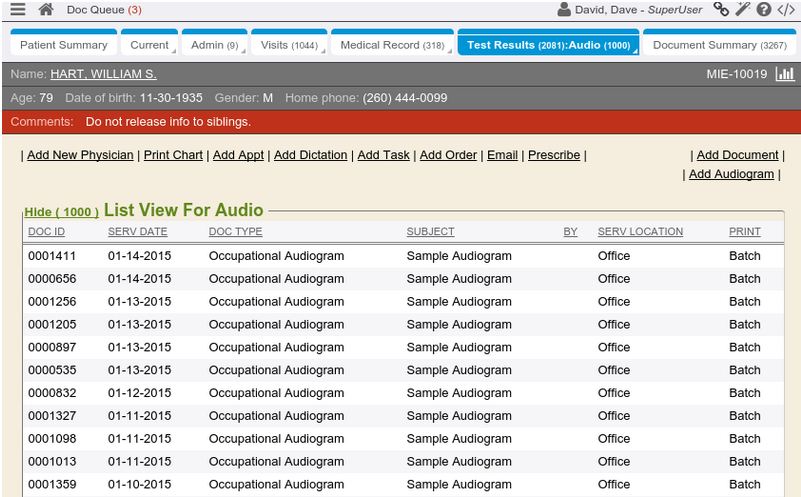 Doc Queue (3) David, Dave - SuperUser
Patient Summary Current Admin (9) Visits (1044) Medical Record (318) Test Results (2081):Audio (1000) Document Summary (3267)
Name: HART, WILLIAM S. MIE-10019
Age: 79 Date of birth: 11-30-1935 Gender: M Home phone: (260) 444-0099
Comments: Do not release info to siblings.
| Add New Physician | Print Chart | Add Appt | Add Dictation | Add Task | Add Order | Email | Prescribe | | Add Document |
| Add Audiogram |
Hide ( 1000 ) List View For Audio
DOC ID SERV DATE DOC TYPE SUBJECT BY SERV LOCATION PRINT
0001411 01-14-2015 Occupational Audiogram Sample Audiogram Office Batch
0000656 01-14-2015 Occupational Audiogram Sample Audiogram Office Batch
0001256 01-13-2015 Occupational Audiogram Sample Audiogram Office Batch
0001205 01-13-2015 Occupational Audiogram Sample Audiogram Office Batch
0000897 01-13-2015 Occupational Audiogram Sample Audiogram Office Batch
0000535 01-13-2015 Occupational Audiogram Sample Audiogram Office Batch
0000832 01-12-2015 Occupational Audiogram Sample Audiogram Office Batch
0001327 01-11-2015 Occupational Audiogram Sample Audiogram Office Batch
0001098 01-11-2015 Occupational Audiogram Sample Audiogram Office Batch
0001013 01-11-2015 Occupational Audiogram Sample Audiogram Office Batch
0001359 01-10-2015 Occupational Audiogram Sample Audiogram Office Batch